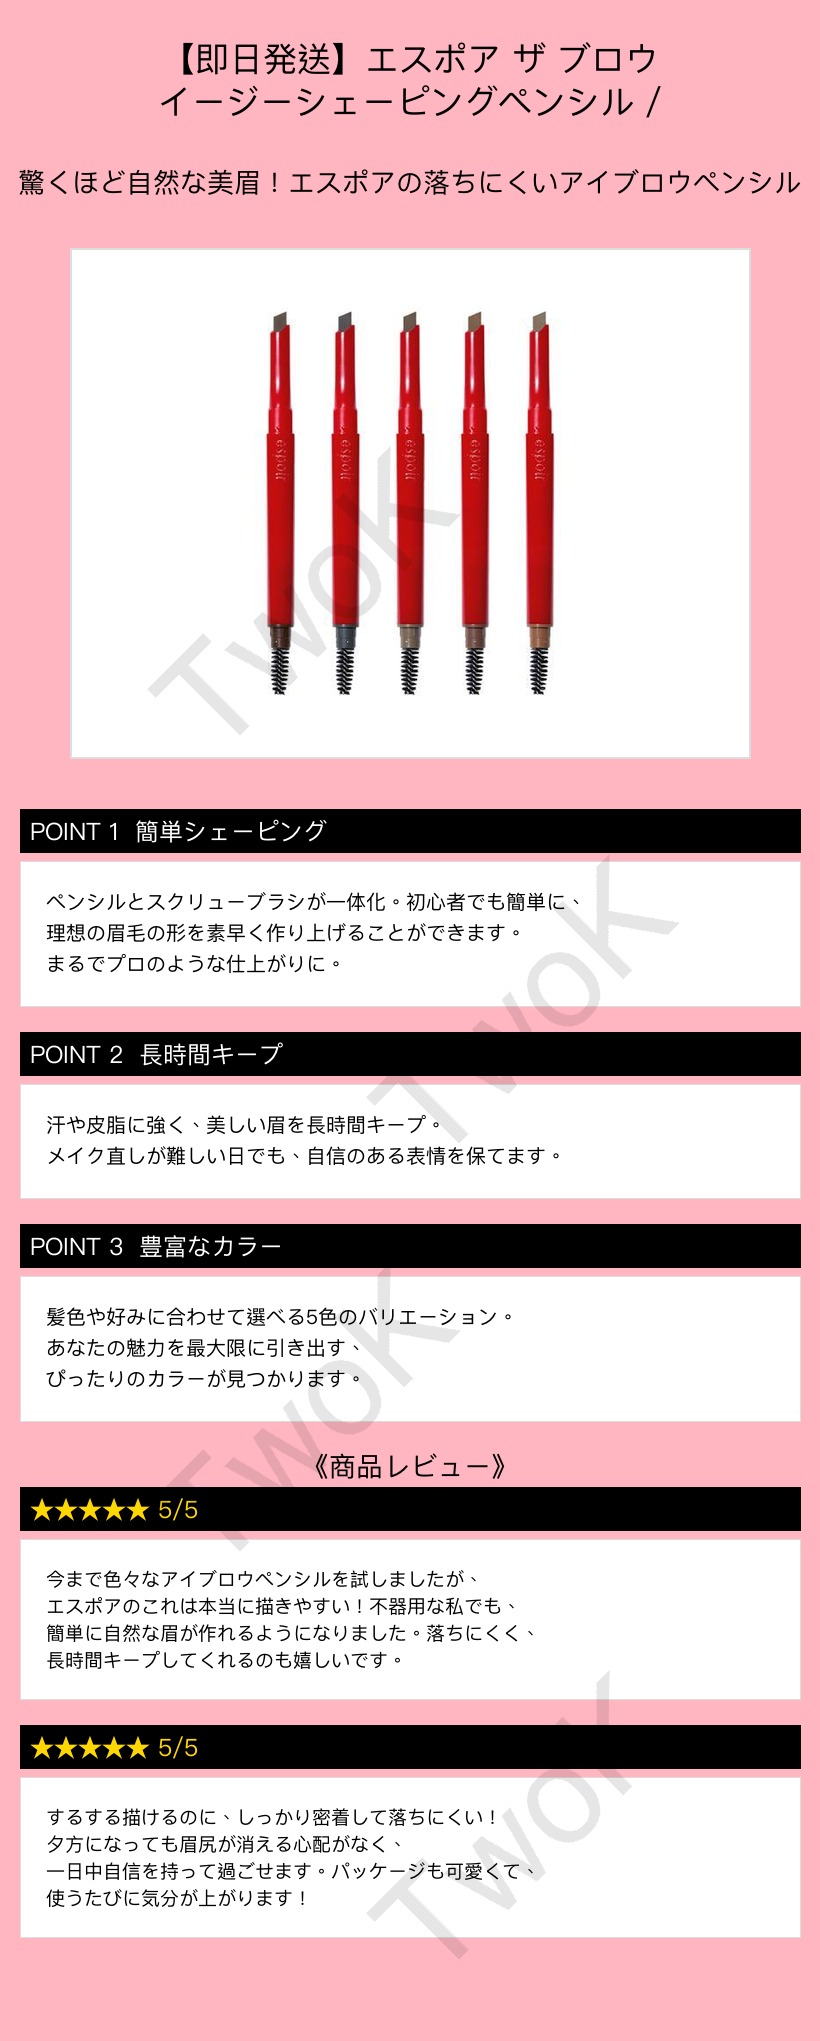 【即日発送】エスポア ザ ブロウ
イージーシェーピングペンシル /
驚くほど自然な美眉！エスポアの落ちにくいアイブロウペンシル
espoir espoir espoir espoir espoir
TwoK
POINT 1 簡単シェーピング
ペンシルとスクリューブラシが一体化。初心者でも簡単に、
理想の眉毛の形を素早く作り上げることができます。
まるでプロのような仕上がりに。
TwoK
POINT 2 長時間キープ
汗や皮脂に強く、美しい眉を長時間キープ。
メイク直しが難しい日でも、自信のある表情を保てます。
POINT 3 豊富なカラー
髪色や好みに合わせて選べる5色のバリエーション。
あなたの魅力を最大限に引き出す、
ぴったりのカラーが見つかります。
TwoK
《商品レビュー》
★★★★★ 5/5
今まで色々なアイブロウペンシルを試しましたが、
エスポアのこれは本当に描きやすい！不器用な私でも、
簡単に自然な眉が作れるようになりました。落ちにくく、
長時間キープしてくれるのも嬉しいです。
★★★★★ 5/5
するする描けるのに、しっかり密着して落ちにくい！
夕方になっても眉尻が消える心配がなく、
一日中自信を持って過ごせます。パッケージも可愛くて、
使うたびに気分が上がります！
TwoK